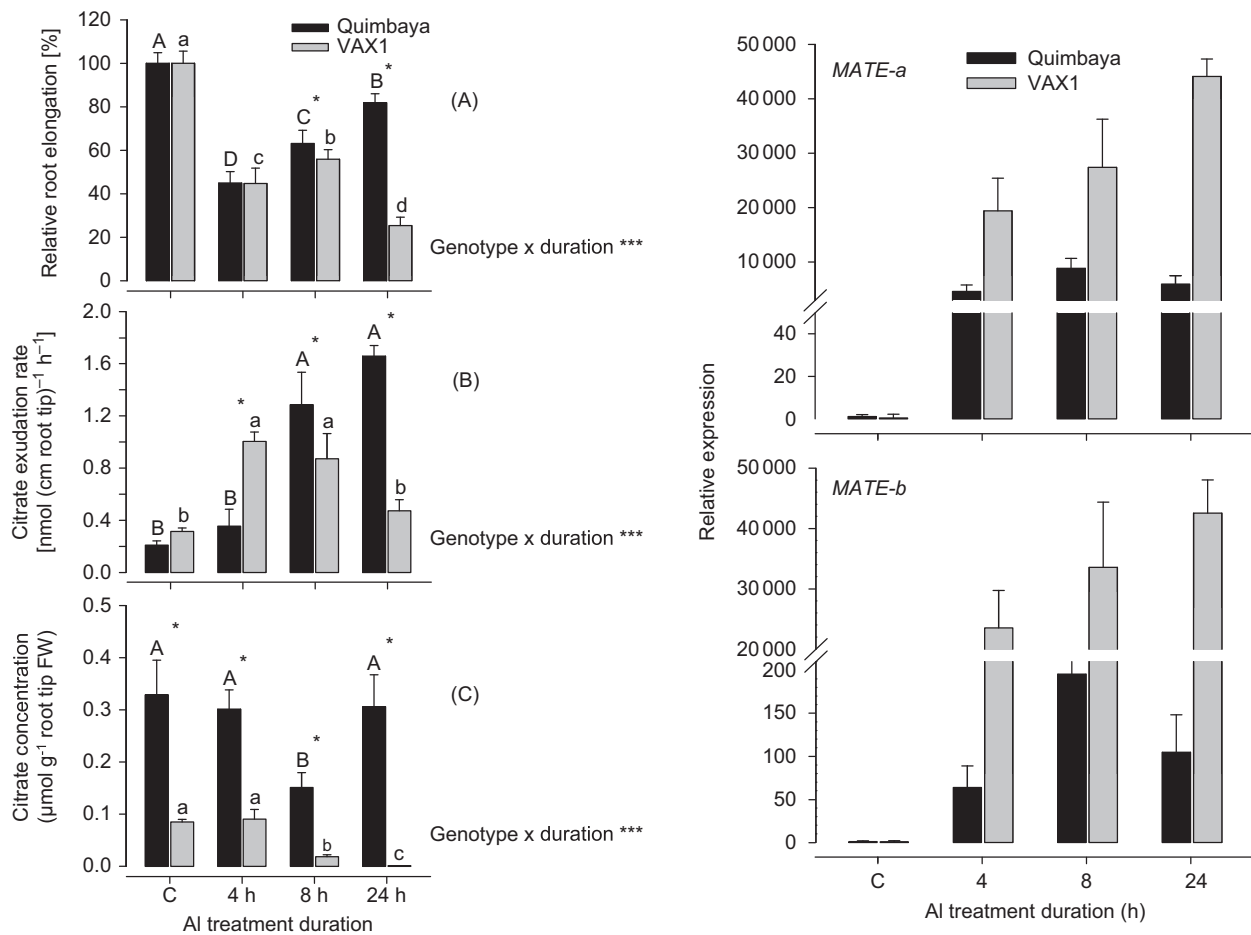 Quimbaya
VAX1
Relative root elongation [%]
120
100
80
60
40
20
0
A a
D c
C * b
B * d
(A)
Genotype x duration ***
Citrate exudation rate
[nmol (cm root tip)⁻¹ h⁻¹]
2.0
1.6
1.2
0.8
0.4
0.0
B b
B * a
A * a
A * b
(B)
Genotype x duration ***
Citrate concentration
(µmol g⁻¹ root tip FW)
0.5
0.4
0.3
0.2
0.1
0.0
A * a
A * a
B * b
A * c
(C)
Genotype x duration ***
C 4 h 8 h 24 h
Al treatment duration
Relative expression
MATE-a
Quimbaya
VAX1
50 000
40 000
30 000
20 000
10 000
40
20
0
MATE-b
50 000
40 000
30 000
20 000
200
150
100
50
0
C 4 8 24
Al treatment duration (h)